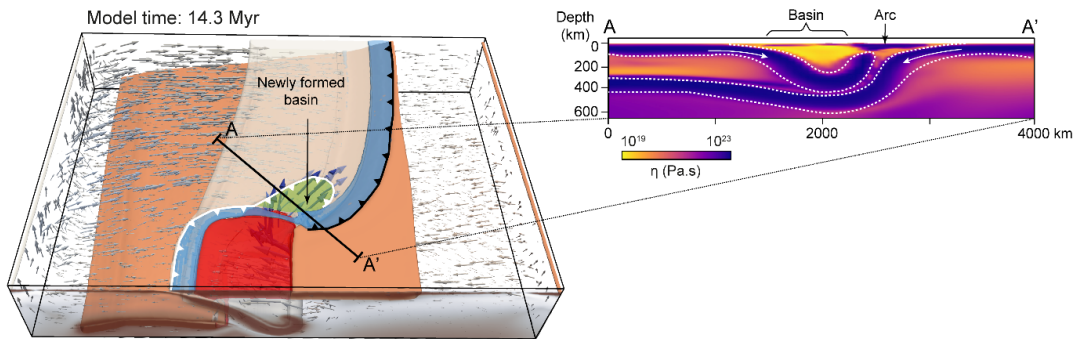 Model time: 14.3 Myr
Newly formed
basin
A
A'
Depth
(km)
A
Basin
Arc
A'
0
200
400
600
0
2000
4000 km
10¹⁹
10²³
η (Pa.s)